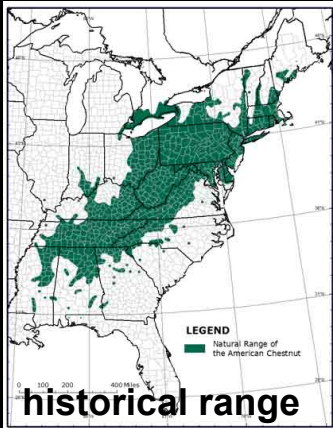 LEGEND
Natural Range of
the American Chestnut
0 100 200 400 Miles
historical range